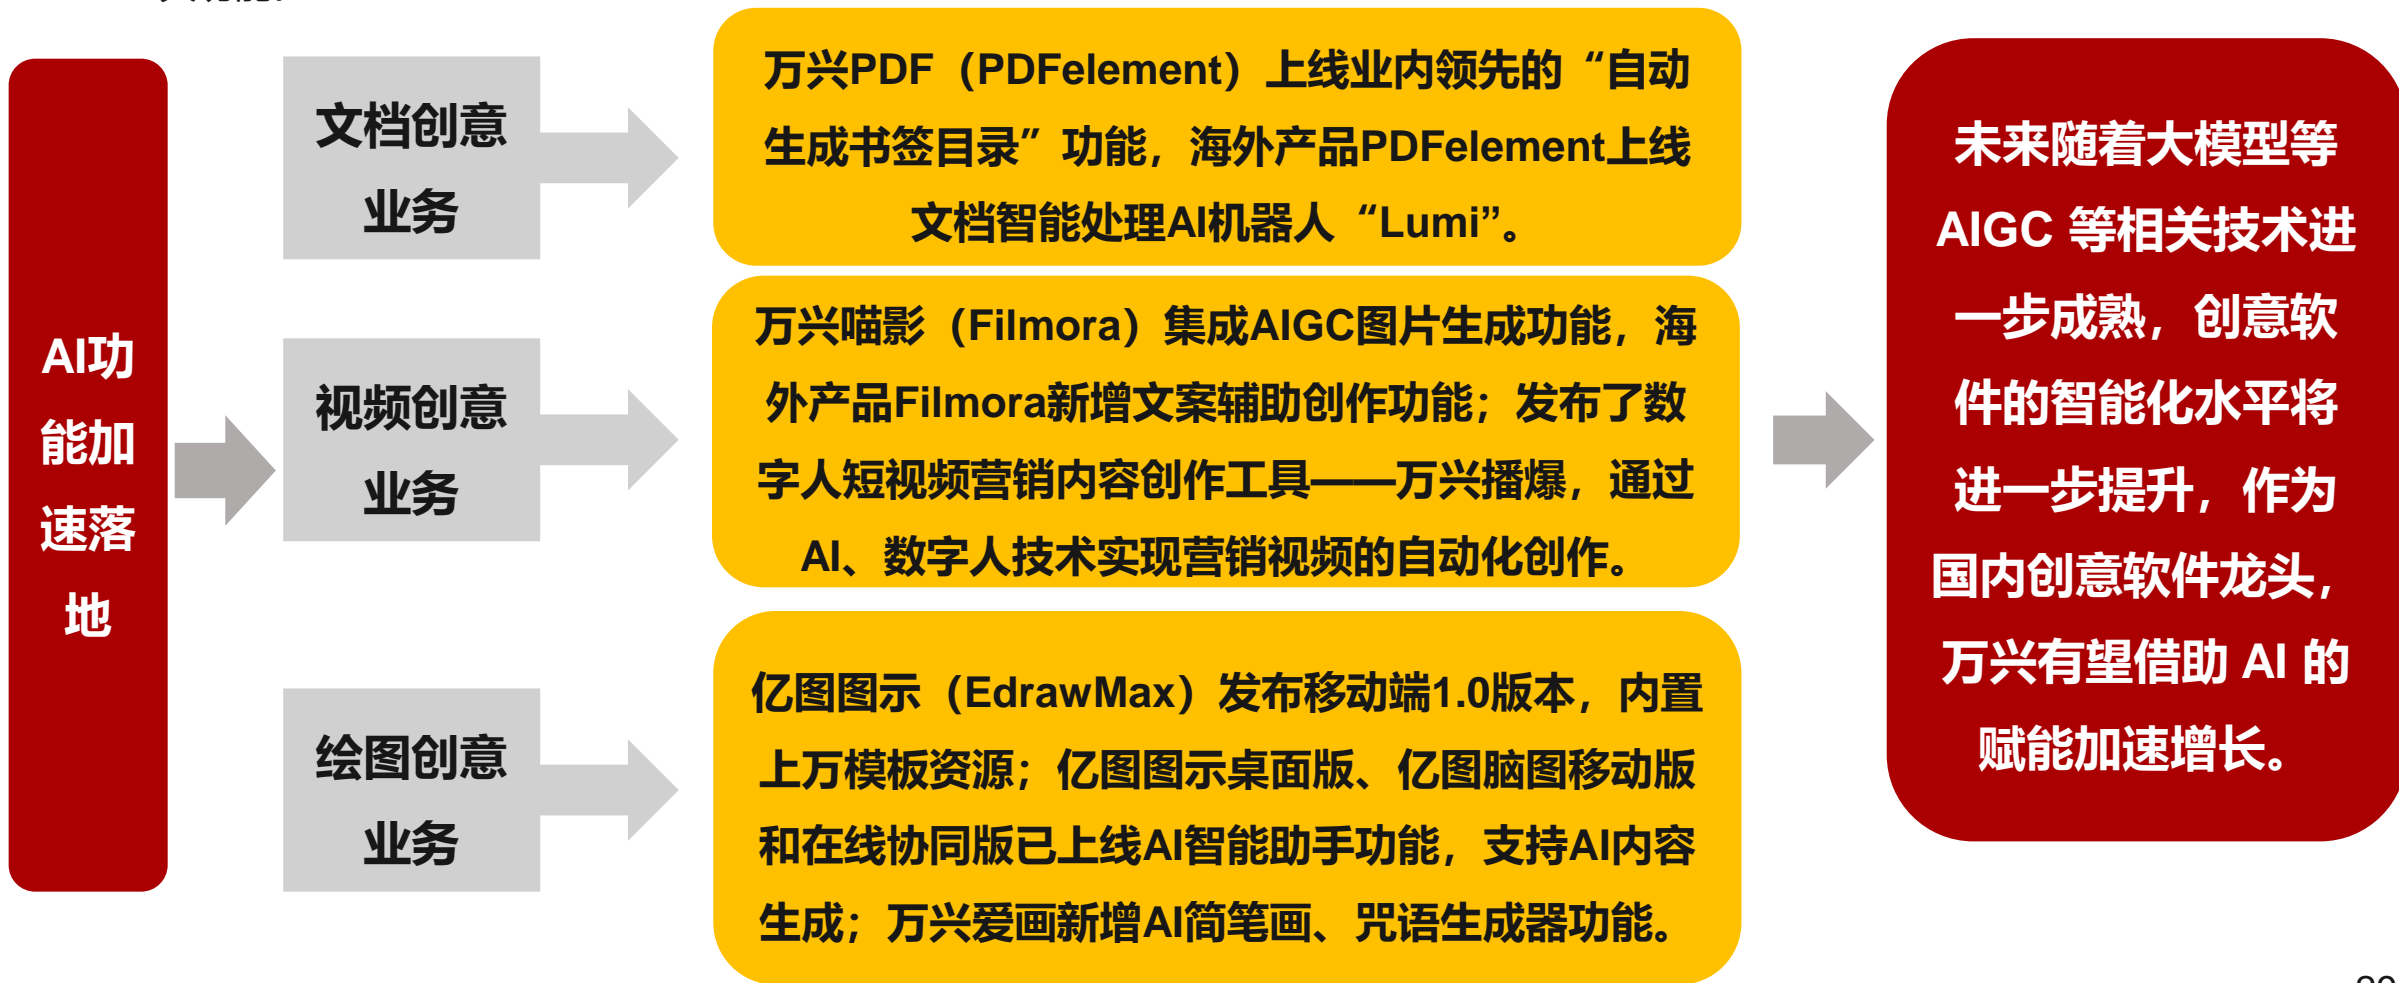 AI功
能加
速落
地
文档创意
业务
万兴PDF（PDFelement）上线业内领先的“自动
生成书签目录”功能，海外产品PDFelement上线
文档智能处理AI机器人“Lumi”。
视频创意
业务
万兴喵影（Filmora）集成AIGC图片生成功能，海
外产品Filmora新增文案辅助创作功能；发布了数
字人短视频营销内容创作工具——万兴播爆，通过
AI、数字人技术实现营销视频的自动化创作。
绘图创意
业务
亿图图示（EdrawMax）发布移动端1.0版本，内置
上万模板资源；亿图图示桌面版、亿图脑图移动版
和在线协同版已上线AI智能助手功能，支持AI内容
生成；万兴爱画新增AI简笔画、咒语生成器功能。
未来随着大模型等
AIGC 等相关技术进
一步成熟，创意软
件的智能化水平将
进一步提升，作为
国内创意软件龙头，
万兴有望借助 AI 的
赋能加速增长。